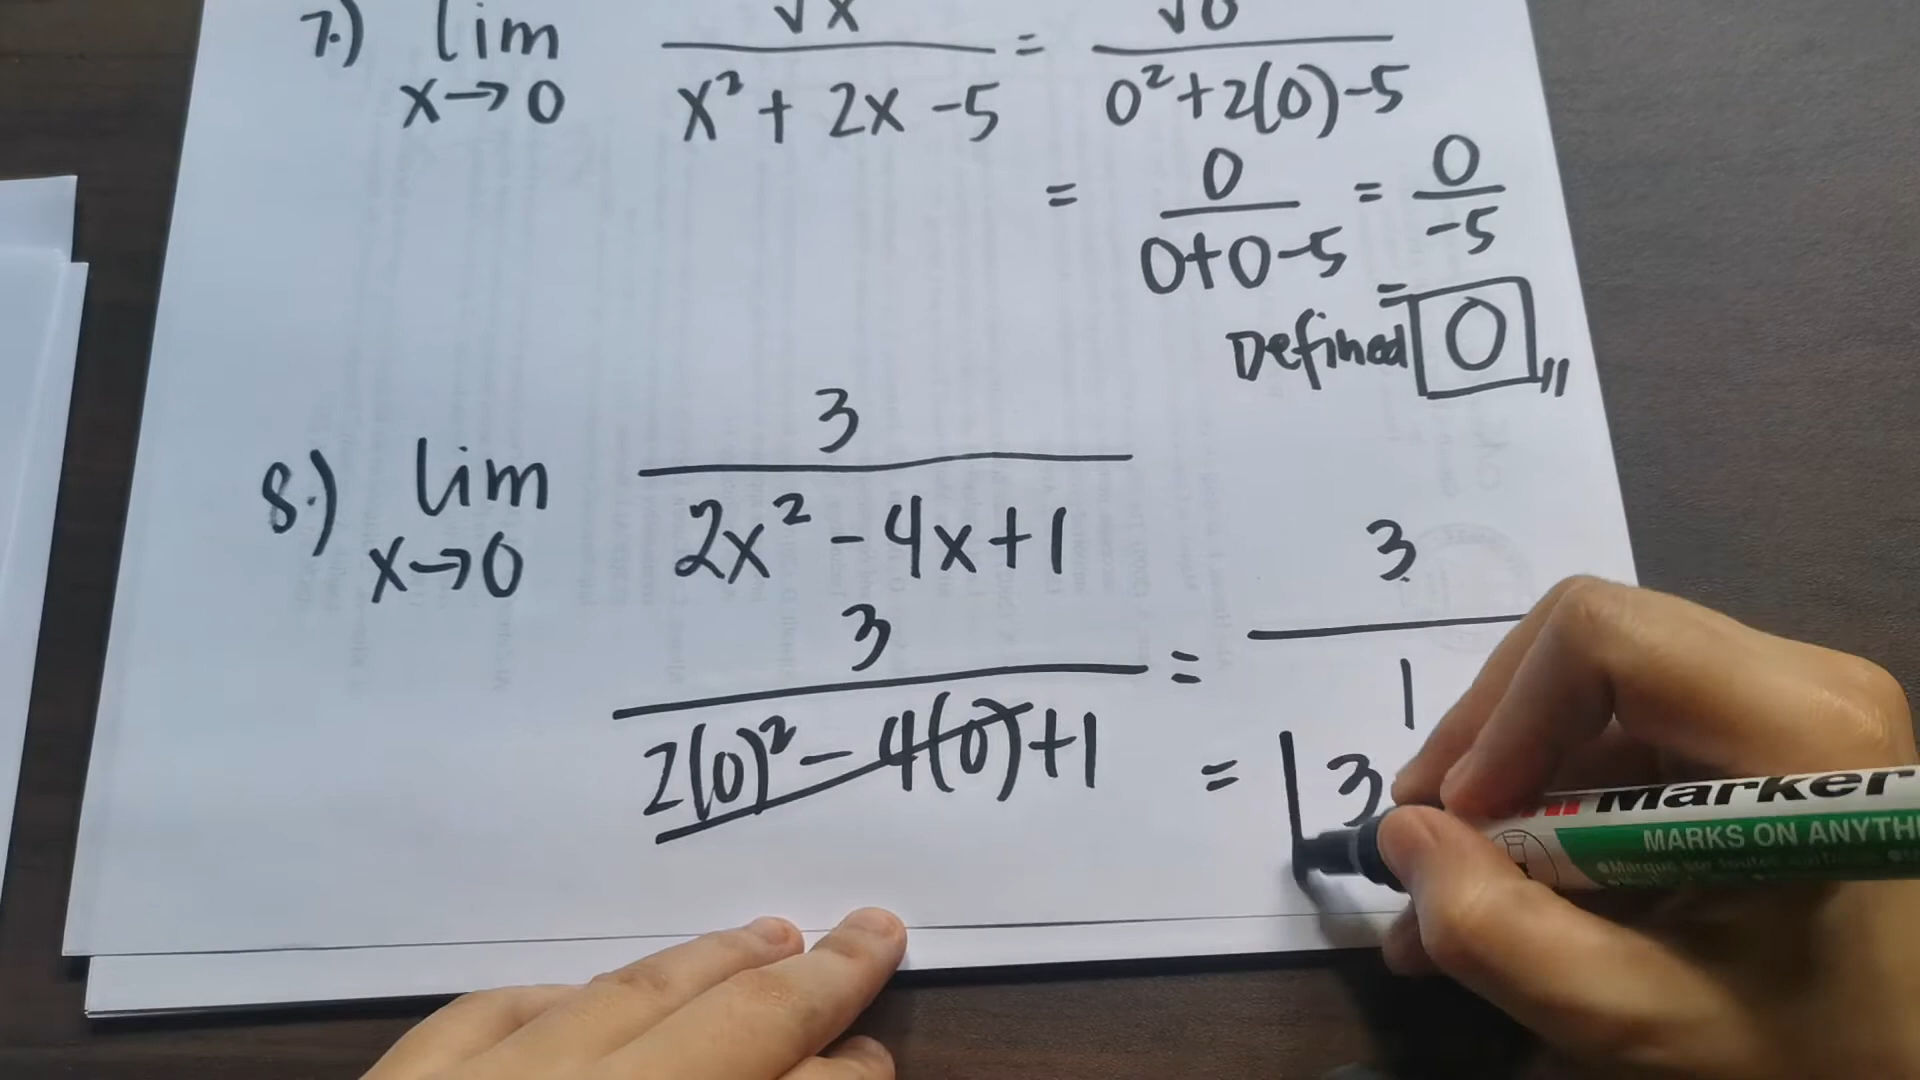 7.) lim x→0 √x / x² + 2x - 5 = √0 / 0² + 2(0) - 5
= 0 / 0+0-5 = 0 / -5
= 0
Defined
8.) lim x→0 3 / 2x² - 4x + 1
3 / 2(0)² - 4(0) + 1 = 3 / 1
= 3
Marker
MARKS ON ANYTH